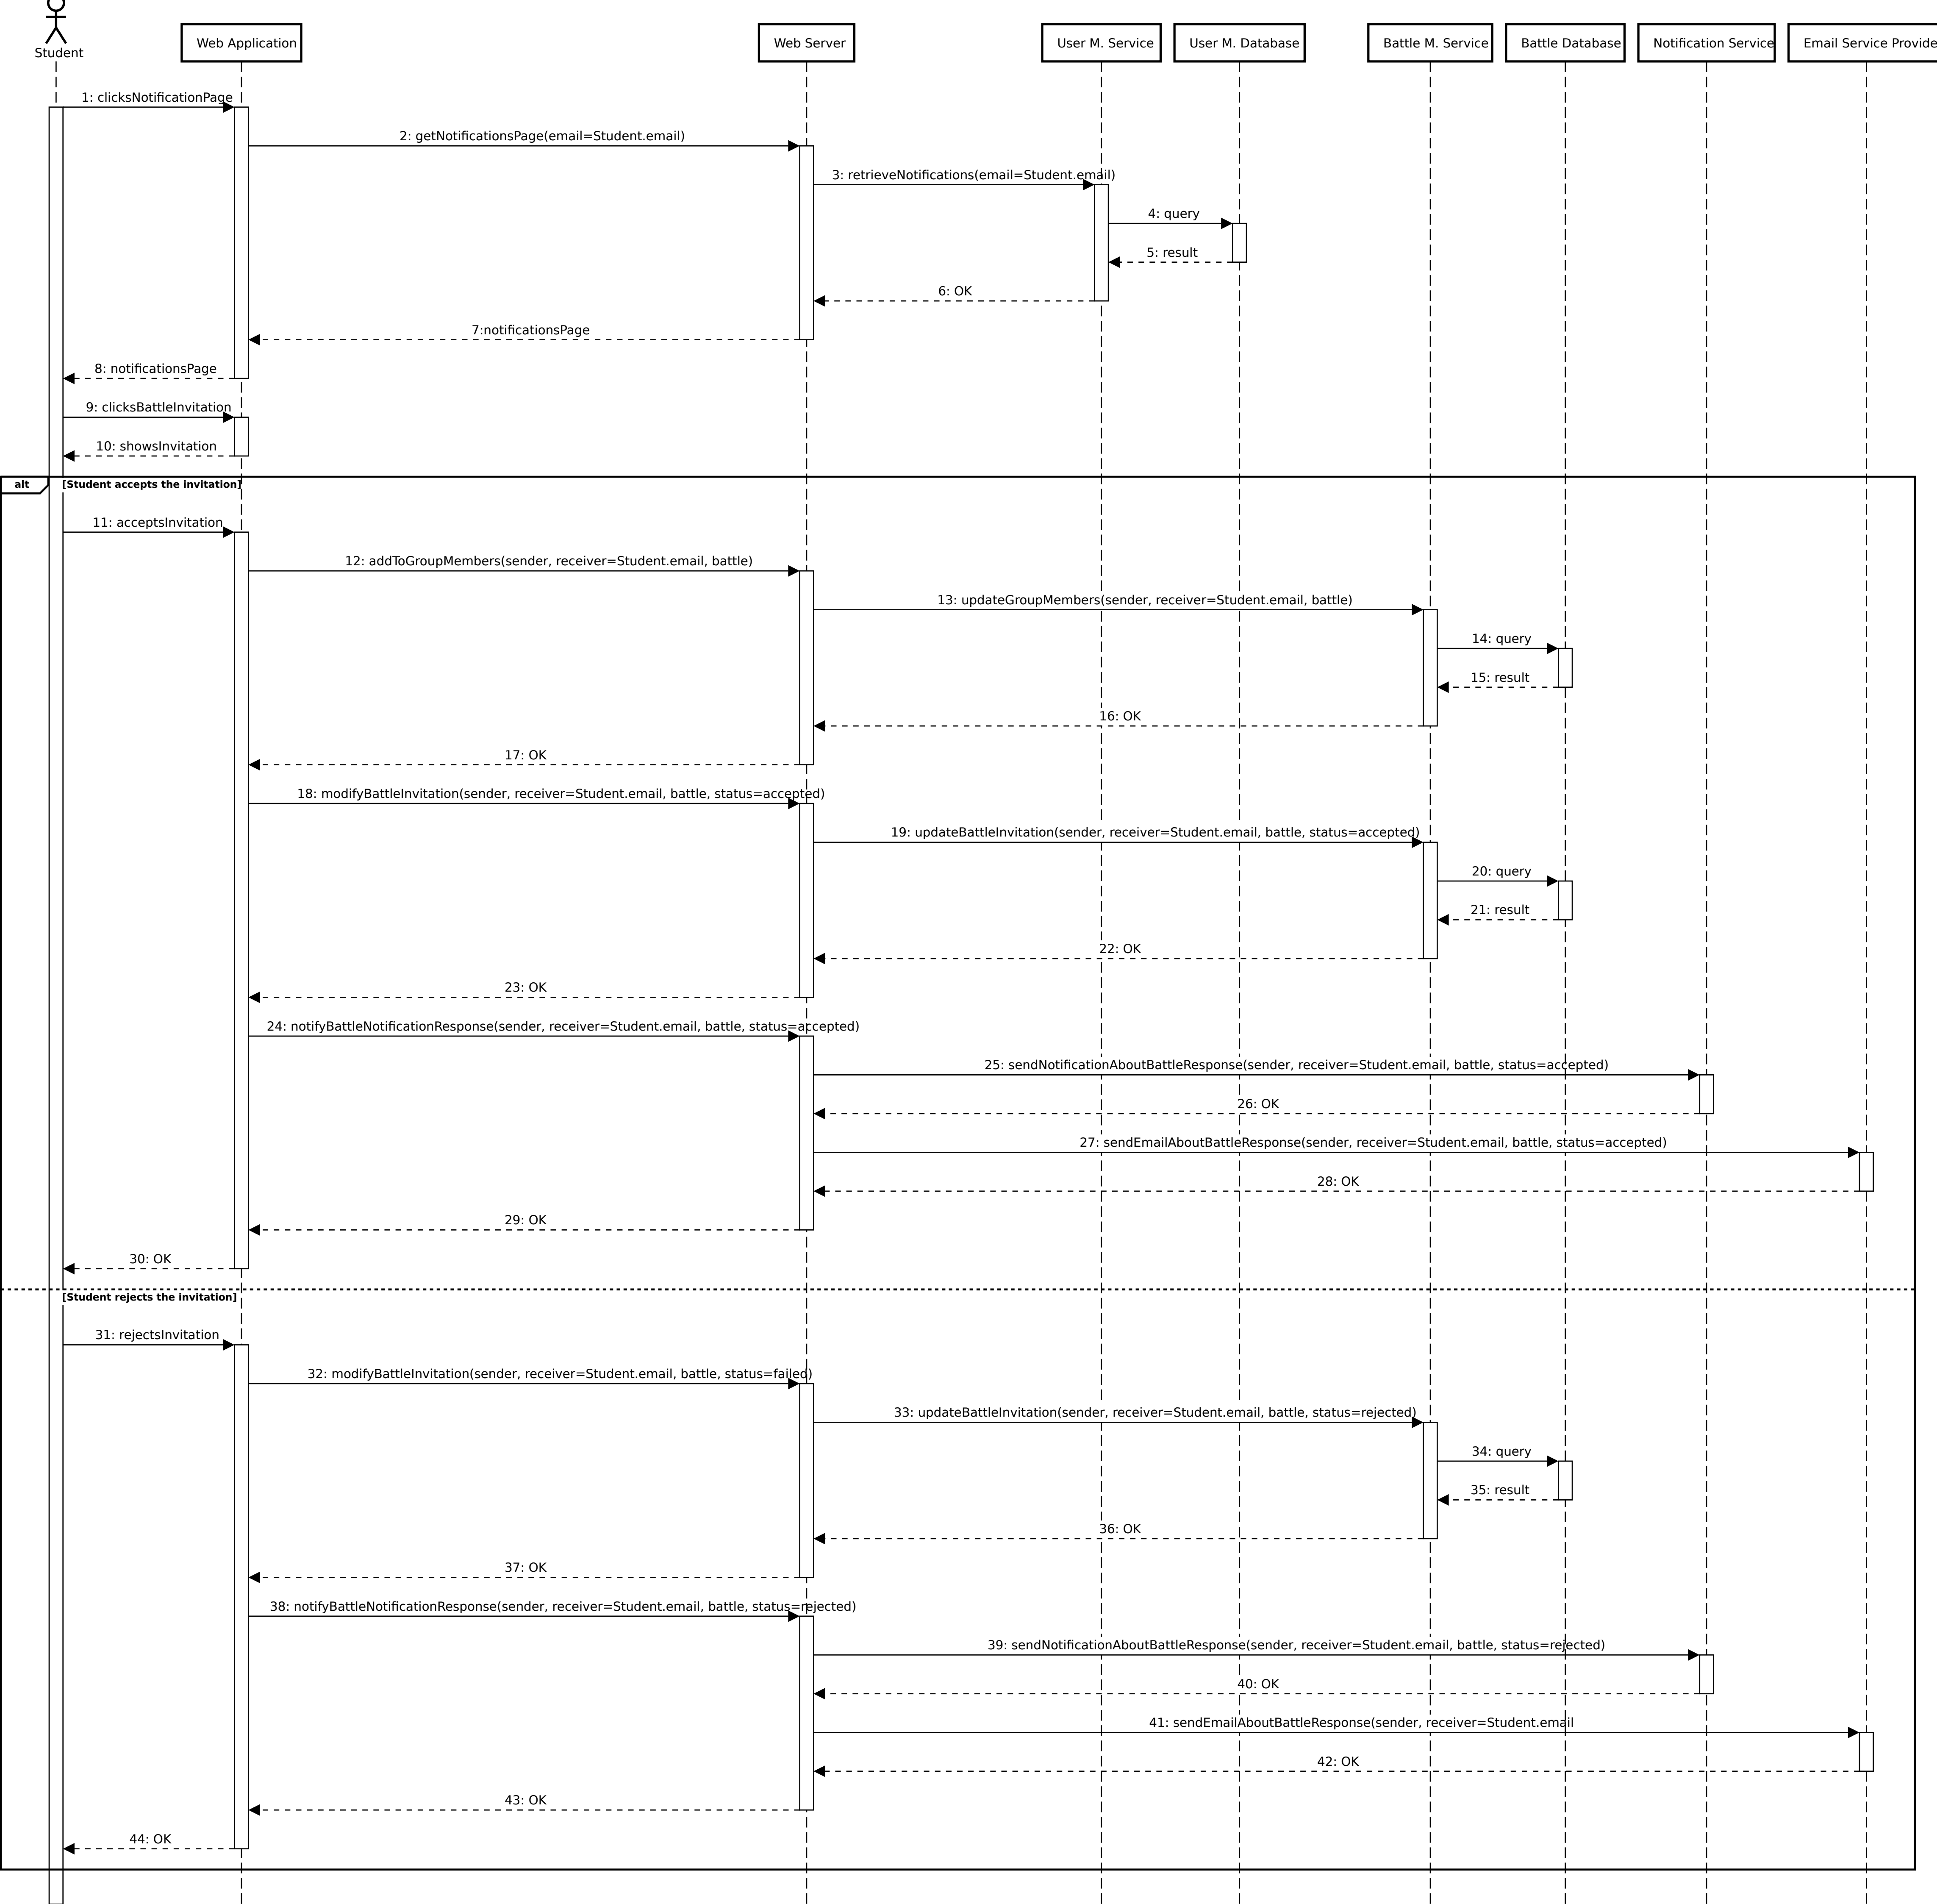 Student
Web Application
Web Server
User M. Service
User M. Database
Battle M. Service
Battle Database
Notification Service
Email Service Provide
1: clicksNotificationPage
2: getNotificationsPage(email=Student.email)
3: retrieveNotifications(email=Student.email)
4: query
5: result
6: OK
7:notificationsPage
8: notificationsPage
9: clicksBattleInvitation
10: showsInvitation
alt
[Student accepts the invitation]
11: acceptsInvitation
12: addToGroupMembers(sender, receiver=Student.email, battle)
13: updateGroupMembers(sender, receiver=Student.email, battle)
14: query
15: result
16: OK
17: OK
18: modifyBattleInvitation(sender, receiver=Student.email, battle, status=accepted)
19: updateBattleInvitation(sender, receiver=Student.email, battle, status=accepted)
20: query
21: result
22: OK
23: OK
24: notifyBattleNotificationResponse(sender, receiver=Student.email, battle, status=accepted)
25: sendNotificationAboutBattleResponse(sender, receiver=Student.email, battle, status=accepted)
26: OK
27: sendEmailAboutBattleResponse(sender, receiver=Student.email, battle, status=accepted)
28: OK
29: OK
30: OK
[Student rejects the invitation]
31: rejectsInvitation
32: modifyBattleInvitation(sender, receiver=Student.email, battle, status=failed)
33: updateBattleInvitation(sender, receiver=Student.email, battle, status=rejected)
34: query
35: result
36: OK
37: OK
38: notifyBattleNotificationResponse(sender, receiver=Student.email, battle, status=rejected)
39: sendNotificationAboutBattleResponse(sender, receiver=Student.email, battle, status=rejected)
40: OK
41: sendEmailAboutBattleResponse(sender, receiver=Student.email
42: OK
43: OK
44: OK